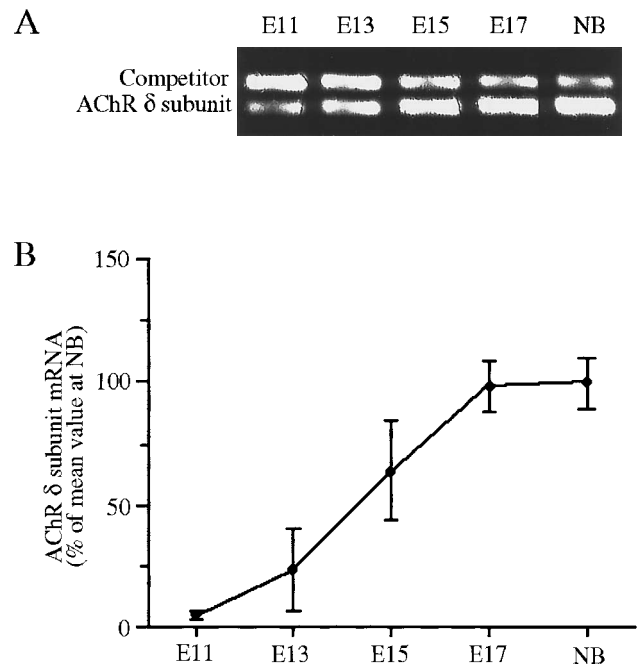 A
E11 E13 E15 E17 NB
Competitor
AChR δ subunit
B
AChR δ subunit mRNA
(% of mean value at NB)
150
100
50
0
E11 E13 E15 E17 NB